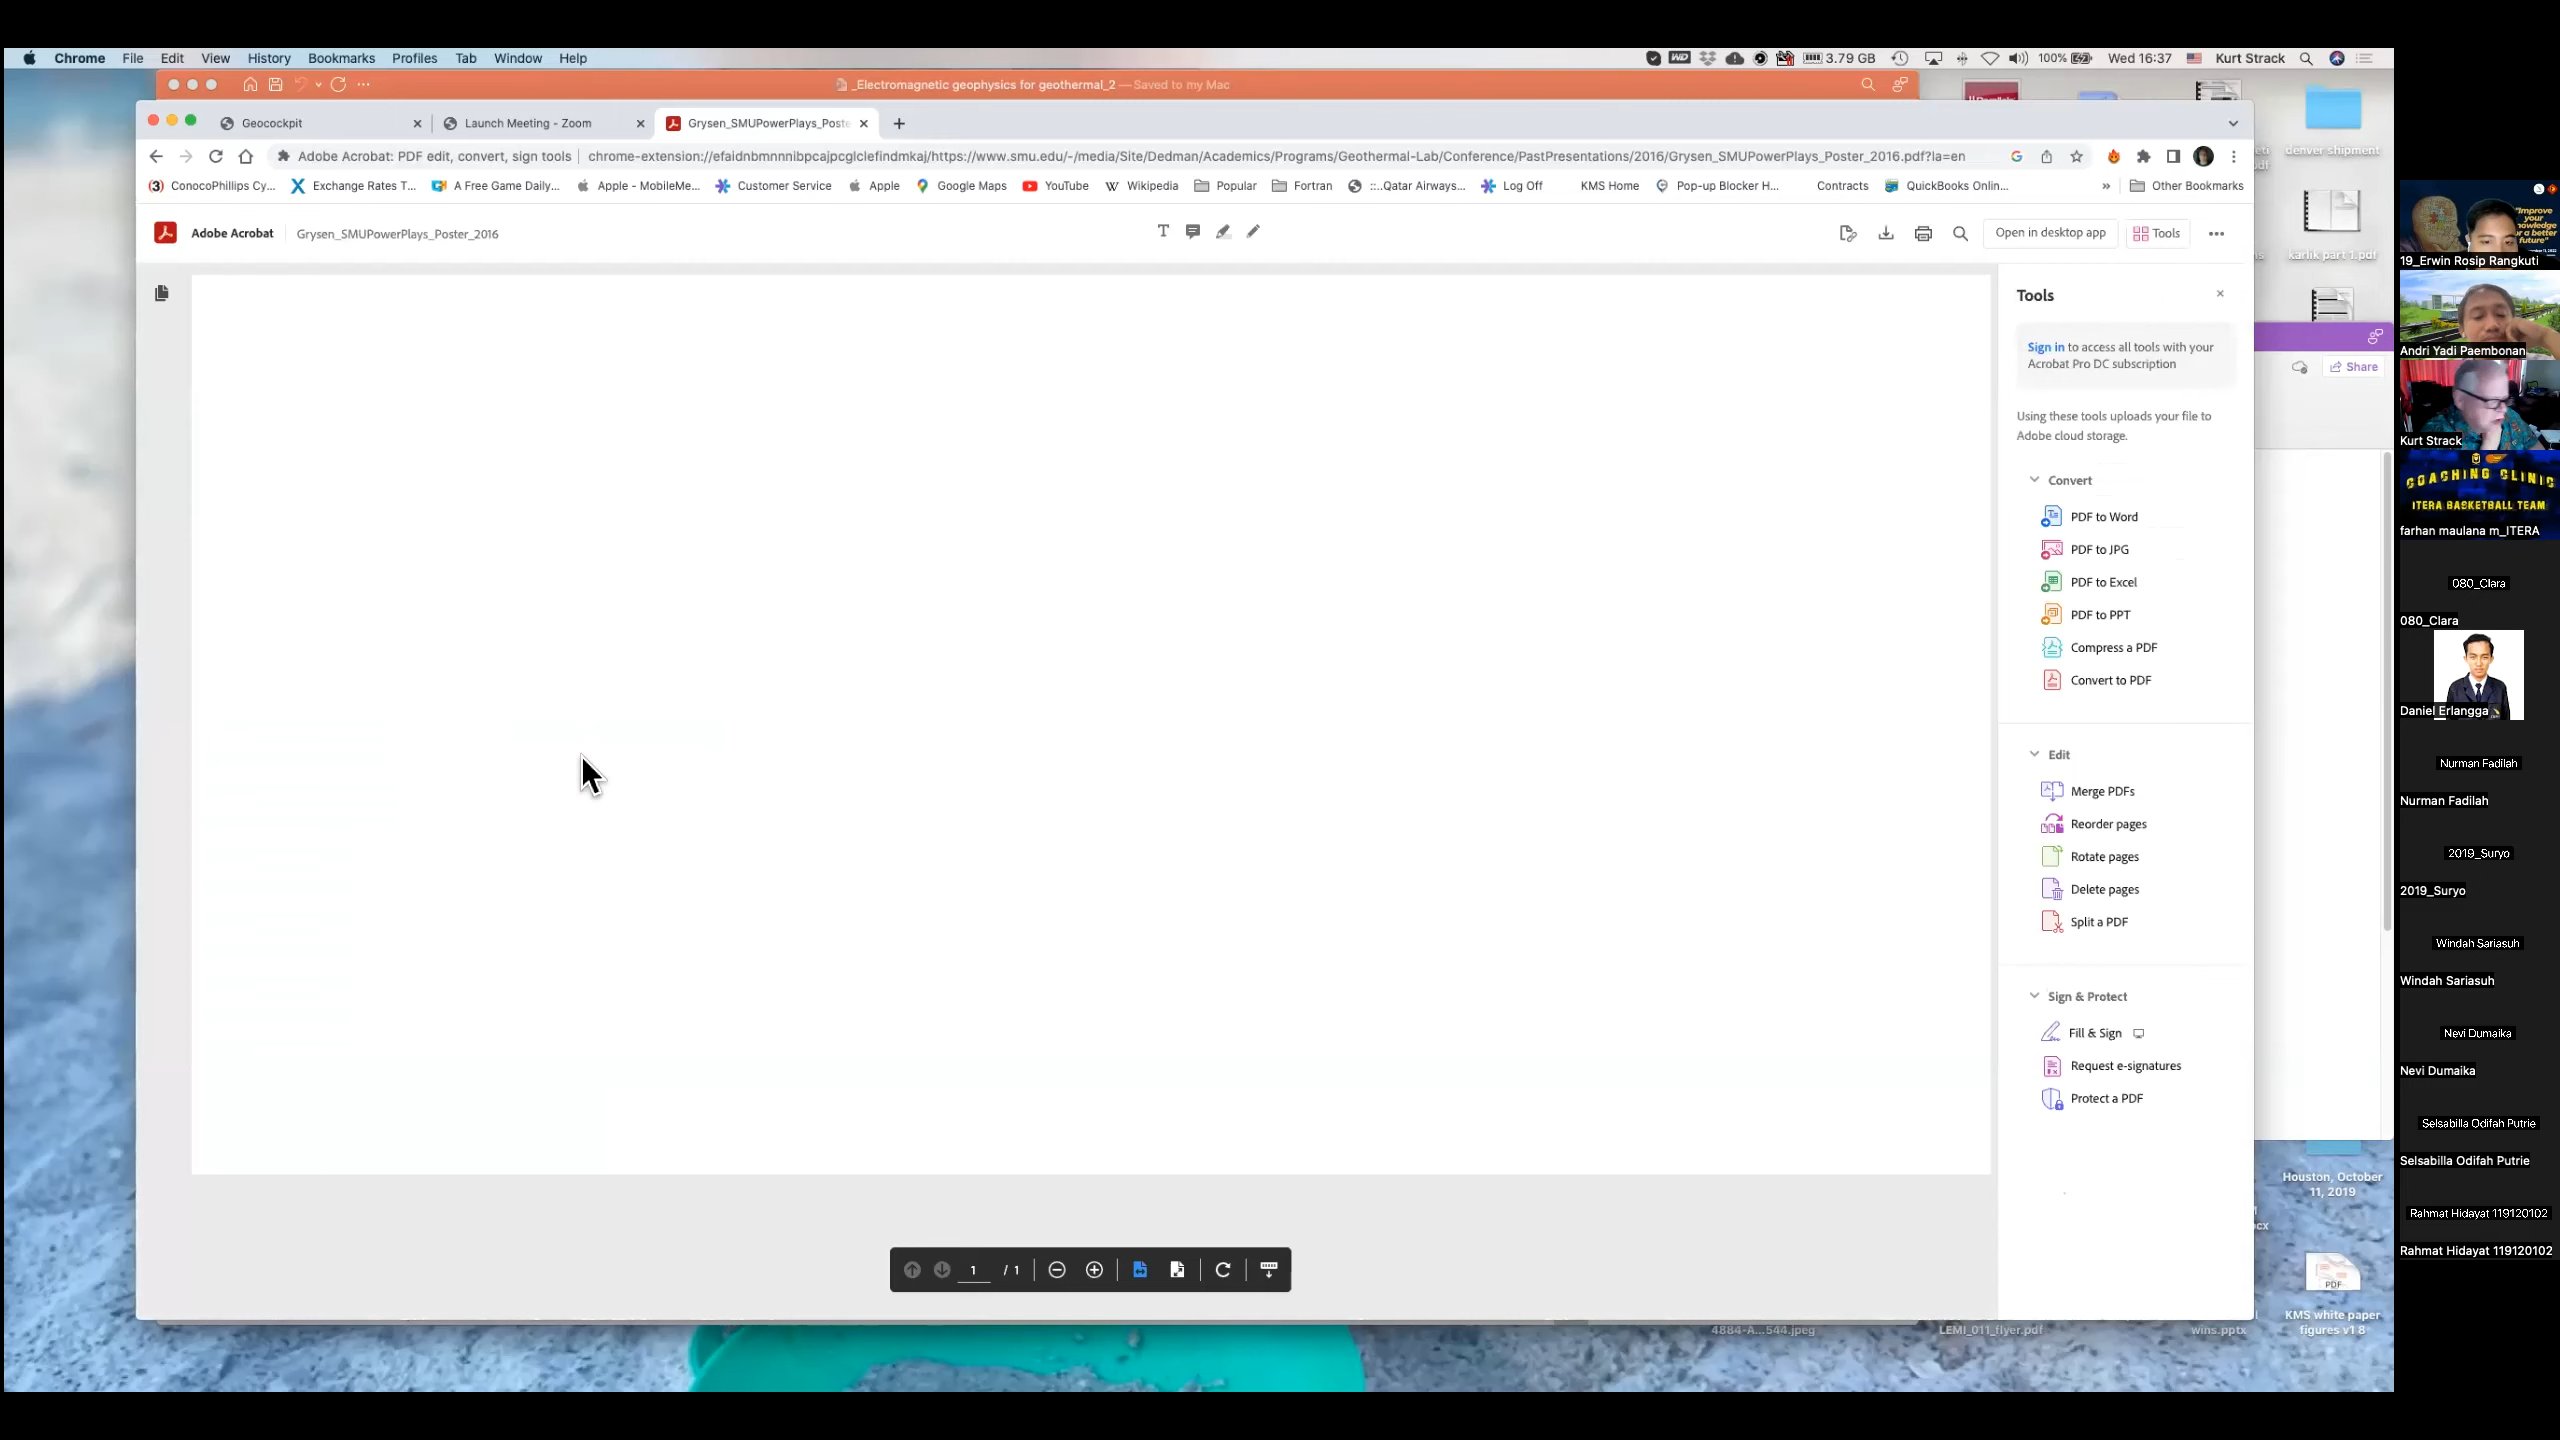 Chrome File Edit View History Bookmarks Profiles Tab Window Help 3.79 GB 100% Wed 16:37 Kurt Strack
_Electromagnetic geophysics for geothermal_2 — Saved to my Mac
Geocockpit Launch Meeting - Zoom Grysen_SMUPowerPlays_Poste
Adobe Acrobat: PDF edit, convert, sign tools chrome-extension://efaidnbmnnnibpcajpcglclefindmkaj/https://www.smu.edu/-/media/Site/Dedman/Academics/Programs/Geothermal-Lab/Conference/PastPresentations/2016/Grysen_SMUPowerPlays_Poster_2016.pdf?la=en
ConocoPhillips Cy... Exchange Rates T... A Free Game Daily... Apple - MobileMe... Customer Service Apple Google Maps YouTube Wikipedia Popular Fortran ::..Qatar Airways... Log Off KMS Home Pop-up Blocker H... Contracts QuickBooks Onlin... » Other Bookmarks
Adobe Acrobat Grysen_SMUPowerPlays_Poster_2016 Open in desktop app Tools
Tools
Sign in to access all tools with your
Acrobat Pro DC subscription
Using these tools uploads your file to
Adobe cloud storage.
Convert
PDF to Word
PDF to JPG
PDF to Excel
PDF to PPT
Compress a PDF
Convert to PDF
Edit
Merge PDFs
Reorder pages
Rotate pages
Delete pages
Split a PDF
Sign & Protect
Fill & Sign
Request e-signatures
Protect a PDF
1 / 1
denver shipment
karlik part 1.pdf
Share
Houston, October
11, 2019
PDF
KMS white paper
figures v1 8
4884-A...544.jpeg
LEMI_011_flyer.pdf
wins.pptx
"Improve
your
future"
19_Erwin Rosip Rangkuti
Andri Yadi Paembonan
Kurt Strack
COACHING CLINIC
ITERA BASKETBALL TEAM
farhan maulana m_ITERA
080_Clara
080_Clara
Daniel Erlangga
Nurman Fadilah
Nurman Fadilah
2019_Suryo
2019_Suryo
Windah Sariasuh
Windah Sariasuh
Nevi Dumaika
Nevi Dumaika
Selsabilla Odifah Putrie
Selsabilla Odifah Putrie
Rahmat Hidayat 119120102
Rahmat Hidayat 119120102